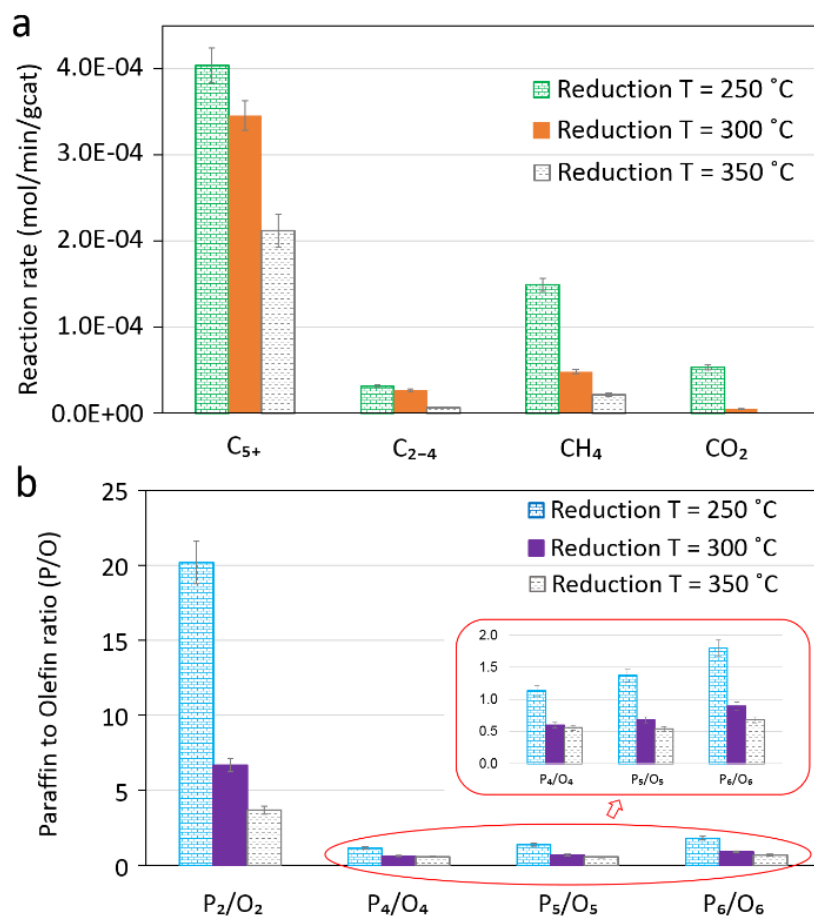 a
Reaction rate (mol/min/gcat)
4.0E-04
3.0E-04
2.0E-04
1.0E-04
0.0E+00
Reduction T = 250 ˚C
Reduction T = 300 ˚C
Reduction T = 350 ˚C
C₅₊ C₂₋₄ CH₄ CO₂
b
Paraffin to Olefin ratio (P/O)
25
20
15
10
5
0
Reduction T = 250 ˚C
Reduction T = 300 ˚C
Reduction T = 350 ˚C
2.0
1.5
1.0
0.5
0.0
P₄/O₄ P₅/O₅ P₆/O₆
P₂/O₂ P₄/O₄ P₅/O₅ P₆/O₆